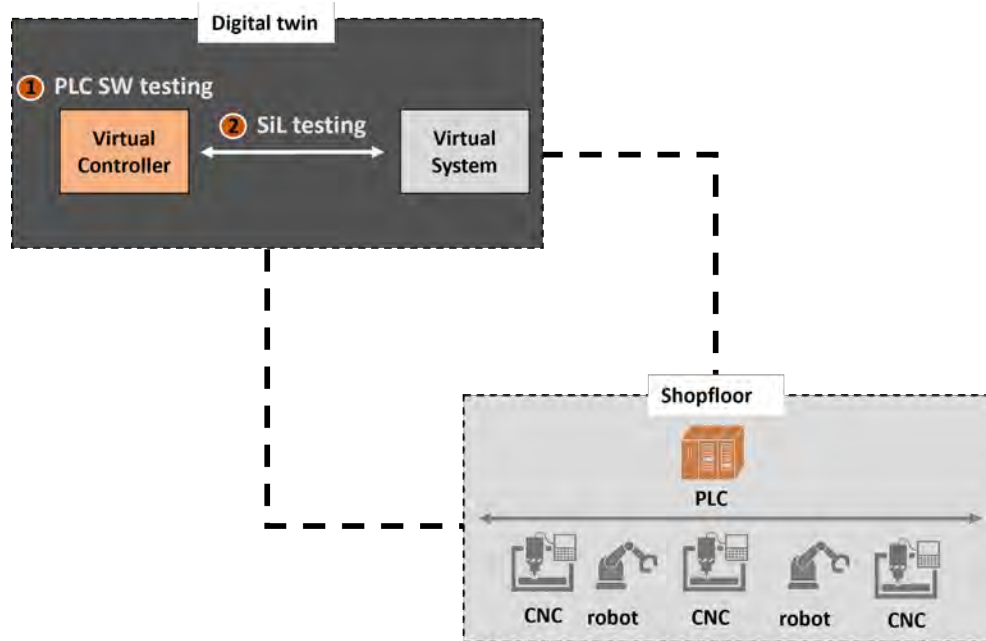 Digital twin
1 PLC SW testing
2 SiL testing
Virtual
Controller
Virtual
System
Shopfloor
PLC
CNC robot CNC robot CNC